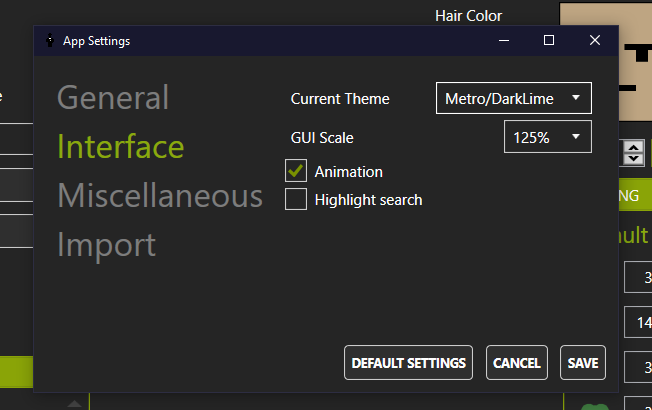 Hair Color
App Settings
General
Interface
Miscellaneous
Import
Current Theme
Metro/DarkLime
GUI Scale
125%
Animation
Highlight search
DEFAULT SETTINGS
CANCEL
SAVE
NG
ult
3
14
3